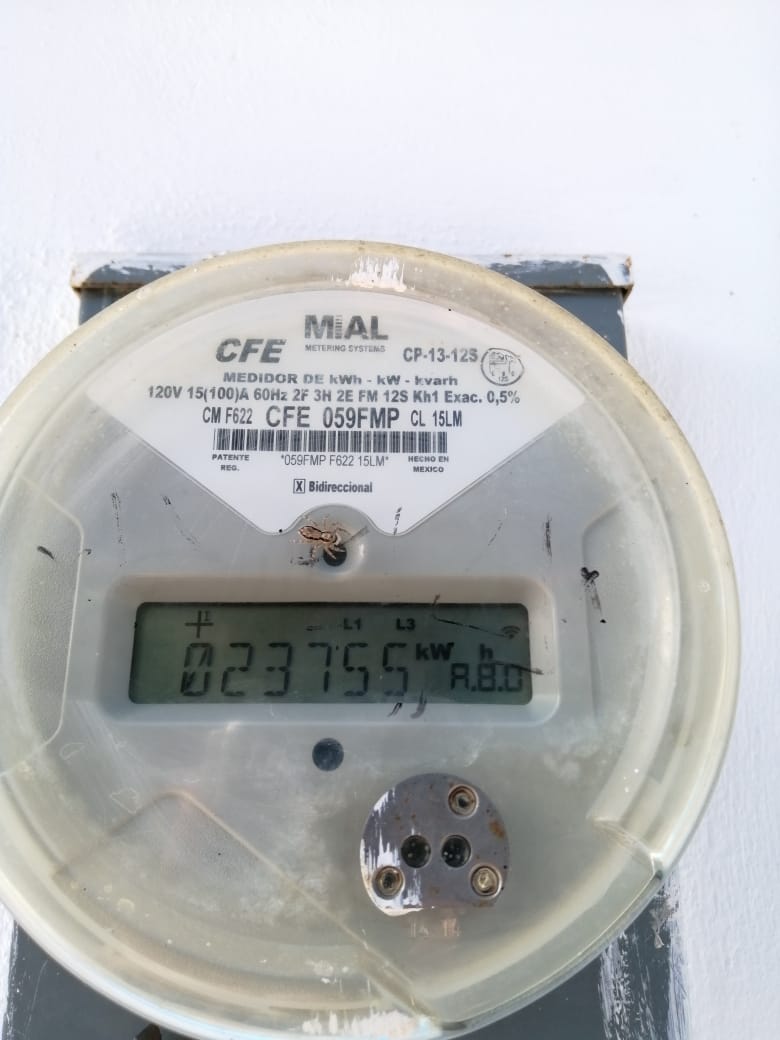 MIAL
METERING SYSTEMS
CFE
CP-13-12S
MEDIDOR DE kWh - kW - kvarh
120V 15(100)A 60Hz 2F 3H 2E FM 12S Kh1 Exac. 0,5%
CM F622 CFE 059FMP CL 15LM
PATENTE REG.
*059FMP F622 15LM*
HECHO EN MEXICO
X Bidireccional
L1 L3
023755 kW h